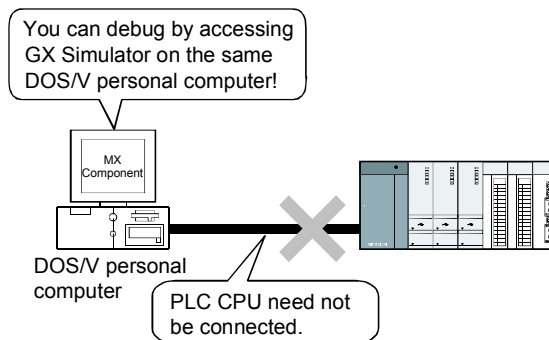 You can debug by accessing
GX Simulator on the same
DOS/V personal computer!
MX
Component
DOS/V personal
computer
PLC CPU need not
be connected.